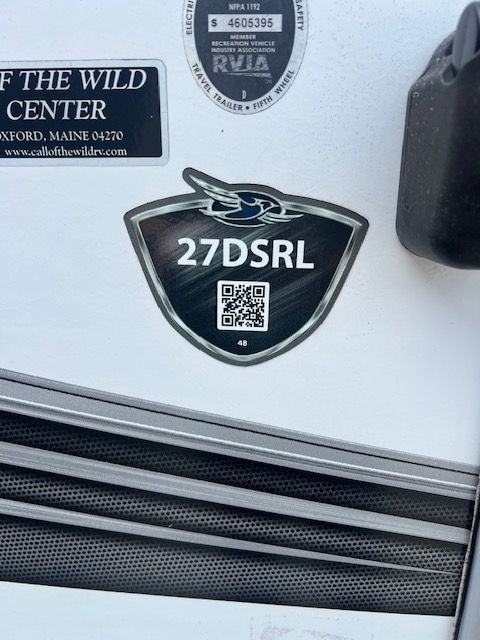 NFPA 1192
S 4605395
MEMBER
RECREATION VEHICLE
INDUSTRY ASSOCIATION
RVIA
D
TRAVEL TRAILER • FIFTH WHEEL
F THE WILD
CENTER
OXFORD, MAINE 04270
www.callofthewildrv.com
27DSRL
48